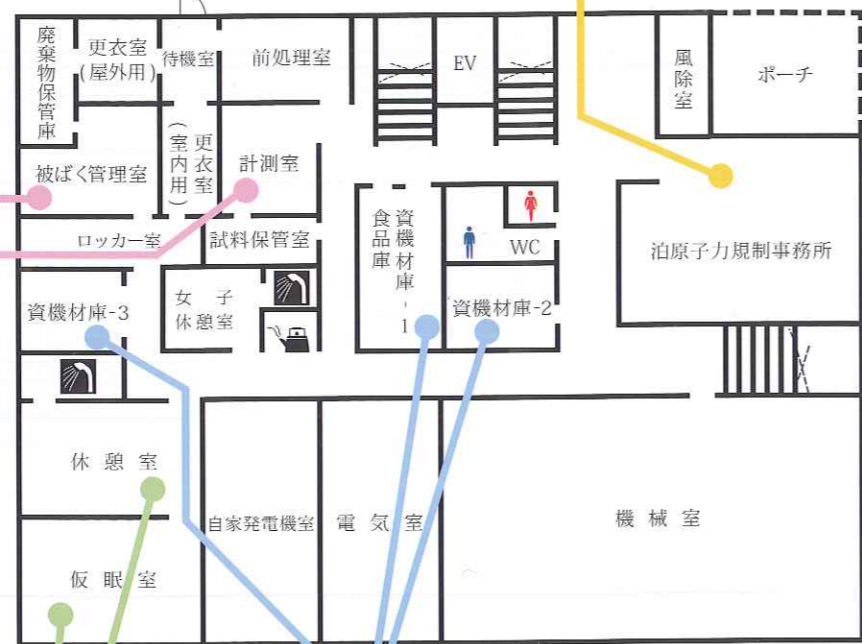 廃棄物保管庫
更衣室
(屋外用)
待機室
前処理室
EV
風除室
ポーチ
被ばく管理室
更衣室
(室内用)
計測室
ロッカー室
試料保管室
資機材庫-1
食品庫
WC
泊原子力規制事務所
資機材庫-3
女子
休憩室
資機材庫-2
休憩室
自家発電機室
電気室
機械室
仮眠室